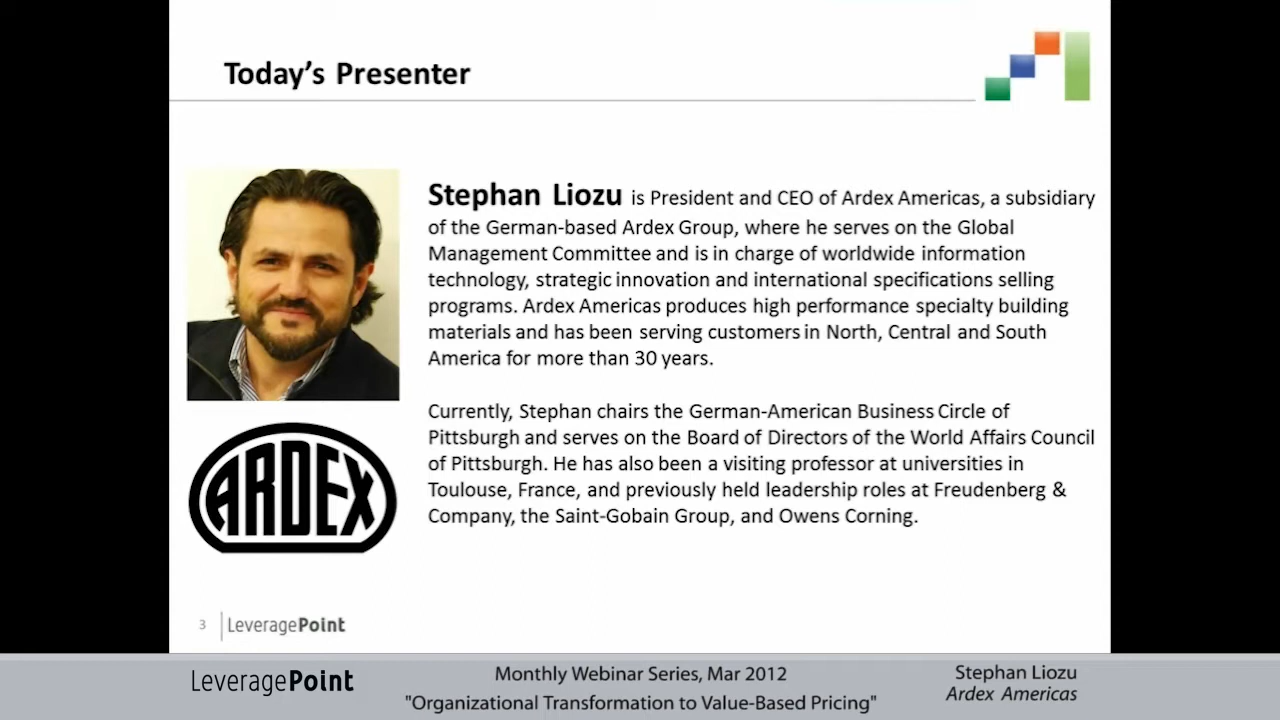 Today's Presenter
Stephan Liozu is President and CEO of Ardex Americas, a subsidiary
of the German-based Ardex Group, where he serves on the Global
Management Committee and is in charge of worldwide information
technology, strategic innovation and international specifications selling
programs. Ardex Americas produces high performance specialty building
materials and has been serving customers in North, Central and South
America for more than 30 years.
Currently, Stephan chairs the German-American Business Circle of
Pittsburgh and serves on the Board of Directors of the World Affairs Council
of Pittsburgh. He has also been a visiting professor at universities in
Toulouse, France, and previously held leadership roles at Freudenberg &
Company, the Saint-Gobain Group, and Owens Corning.
ARDEX
3 LeveragePoint
LeveragePoint
Monthly Webinar Series, Mar 2012
"Organizational Transformation to Value-Based Pricing"
Stephan Liozu
Ardex Americas